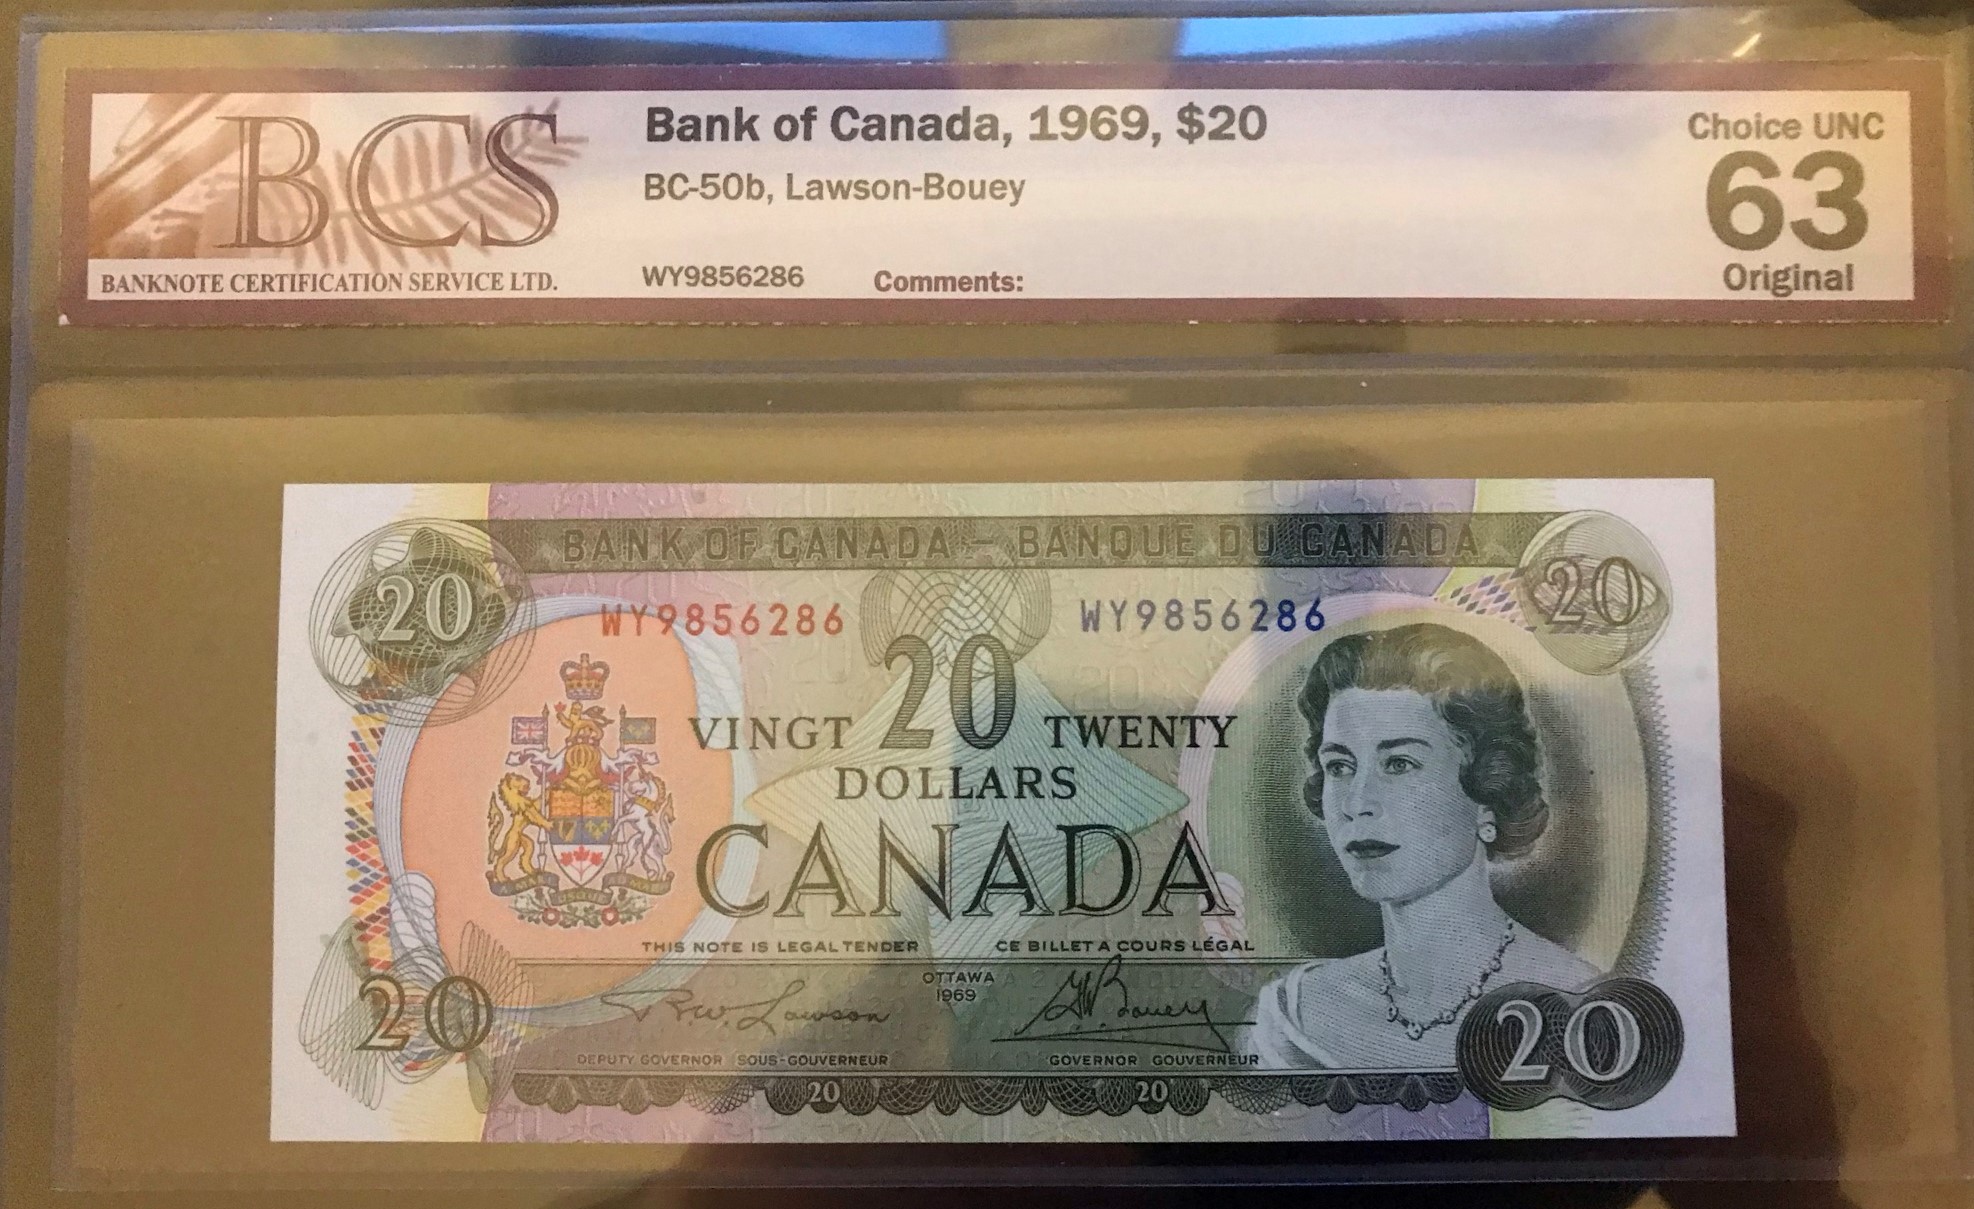 BCS
BANKNOTE CERTIFICATION SERVICE LTD.
Bank of Canada, 1969, $20
BC-50b, Lawson-Bouey
WY9856286 Comments:
Choice UNC
63
Original
BANK OF CANADA – BANQUE DU CANADA
20 20
WY9856286 WY9856286
VINGT 20 TWENTY
DOLLARS
CANADA
THIS NOTE IS LEGAL TENDER CE BILLET A COURS LÉGAL
OTTAWA
1969
R.W. Lawson G.K. Bouey
DEPUTY GOVERNOR SOUS-GOUVERNEUR GOVERNOR GOUVERNEUR
20 20 20 20